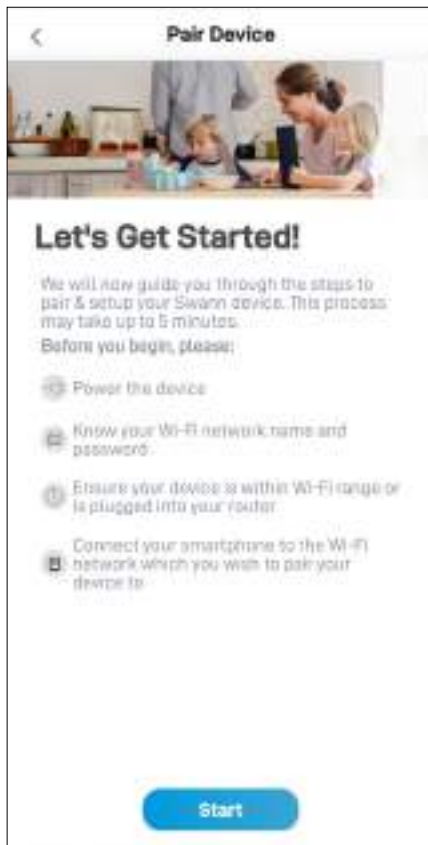 Pair Device
Let's Get Started!
We will now guide you through the steps to
pair & setup your Swann device. This process
may take up to 5 minutes.
Before you begin, please:
Power the device
Know your Wi-Fi network name and
password
Ensure your device is within Wi-Fi range or
is plugged into your router
Connect your smartphone to the Wi-Fi
network which you wish to pair your
device to
Start